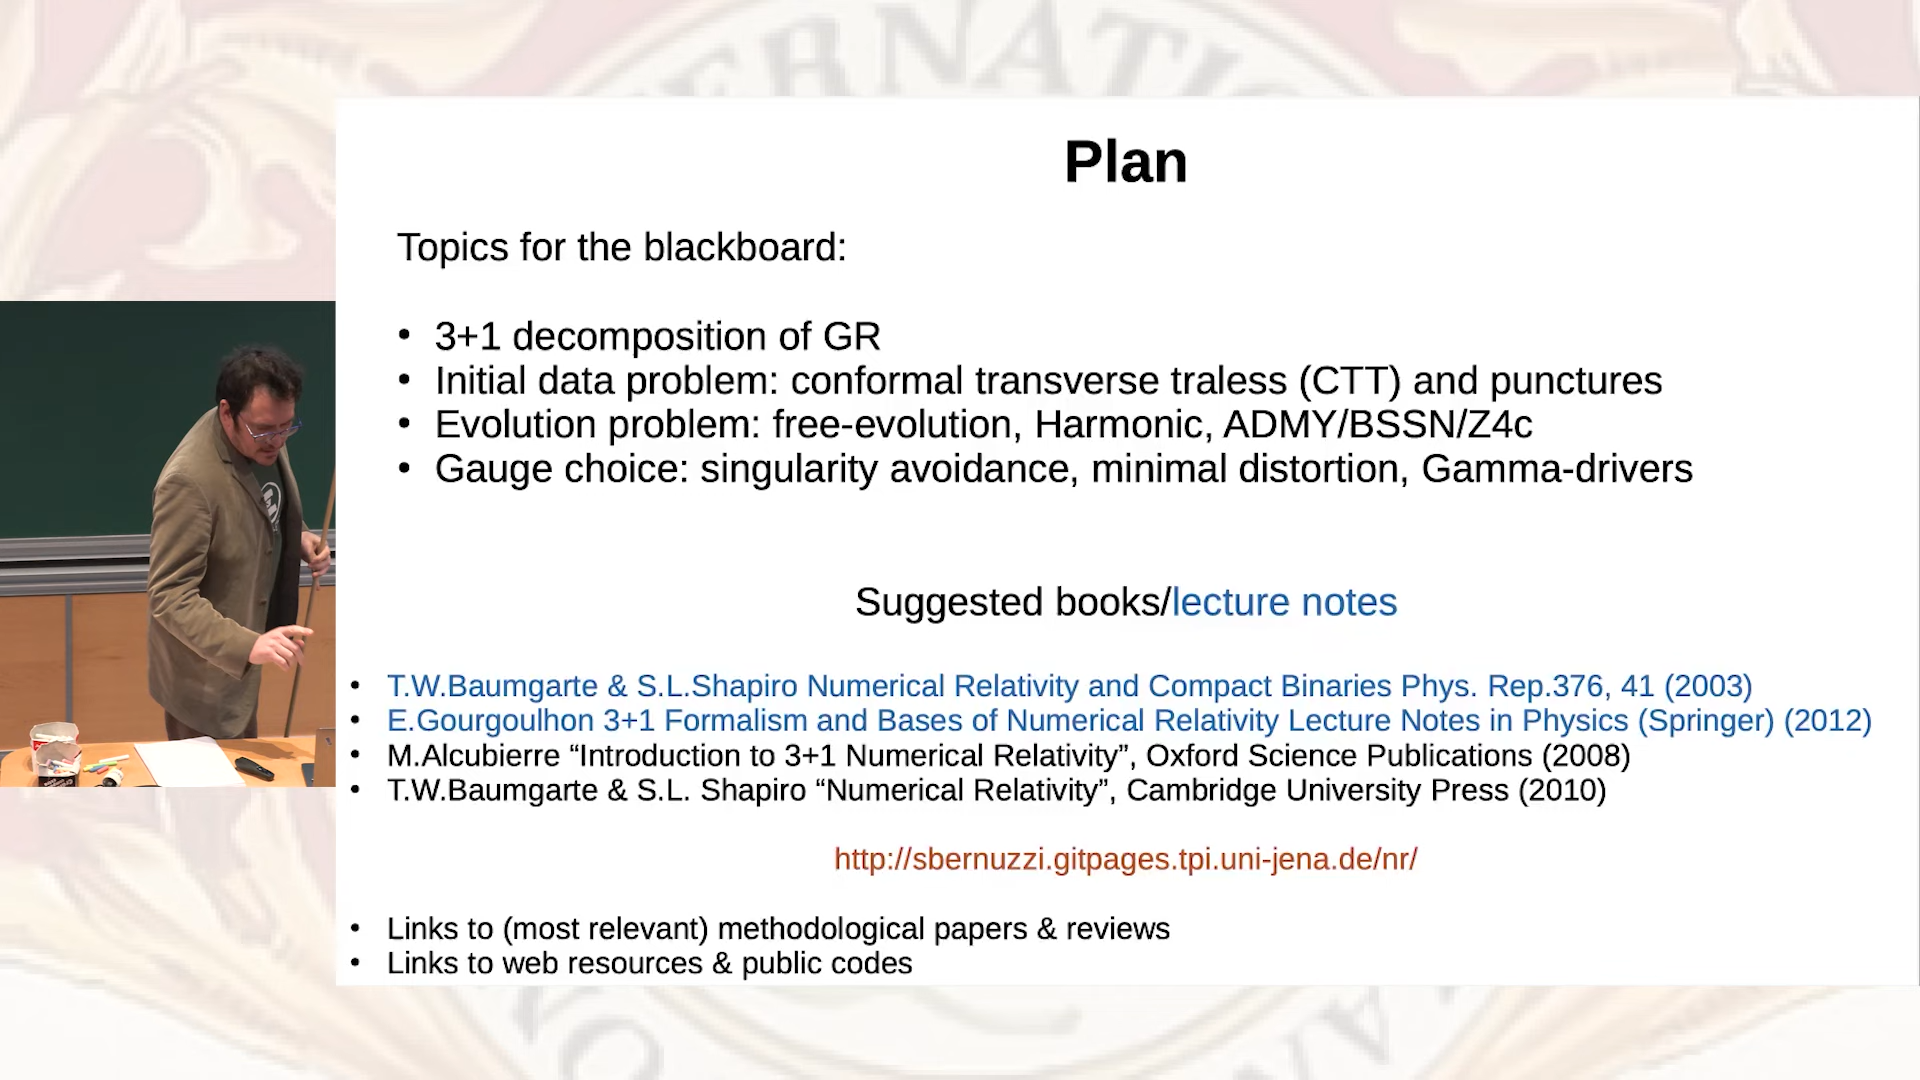 ERNATIO
Plan
Topics for the blackboard:
• 3+1 decomposition of GR
• Initial data problem: conformal transverse traless (CTT) and punctures
• Evolution problem: free-evolution, Harmonic, ADMY/BSSN/Z4c
• Gauge choice: singularity avoidance, minimal distortion, Gamma-drivers
Suggested books/lecture notes
• T.W.Baumgarte & S.L.Shapiro Numerical Relativity and Compact Binaries Phys. Rep.376, 41 (2003)
• E.Gourgoulhon 3+1 Formalism and Bases of Numerical Relativity Lecture Notes in Physics (Springer) (2012)
• M.Alcubierre “Introduction to 3+1 Numerical Relativity”, Oxford Science Publications (2008)
• T.W.Baumgarte & S.L. Shapiro “Numerical Relativity”, Cambridge University Press (2010)
http://sbernuzzi.gitpages.tpi.uni-jena.de/nr/
• Links to (most relevant) methodological papers & reviews
• Links to web resources & public codes